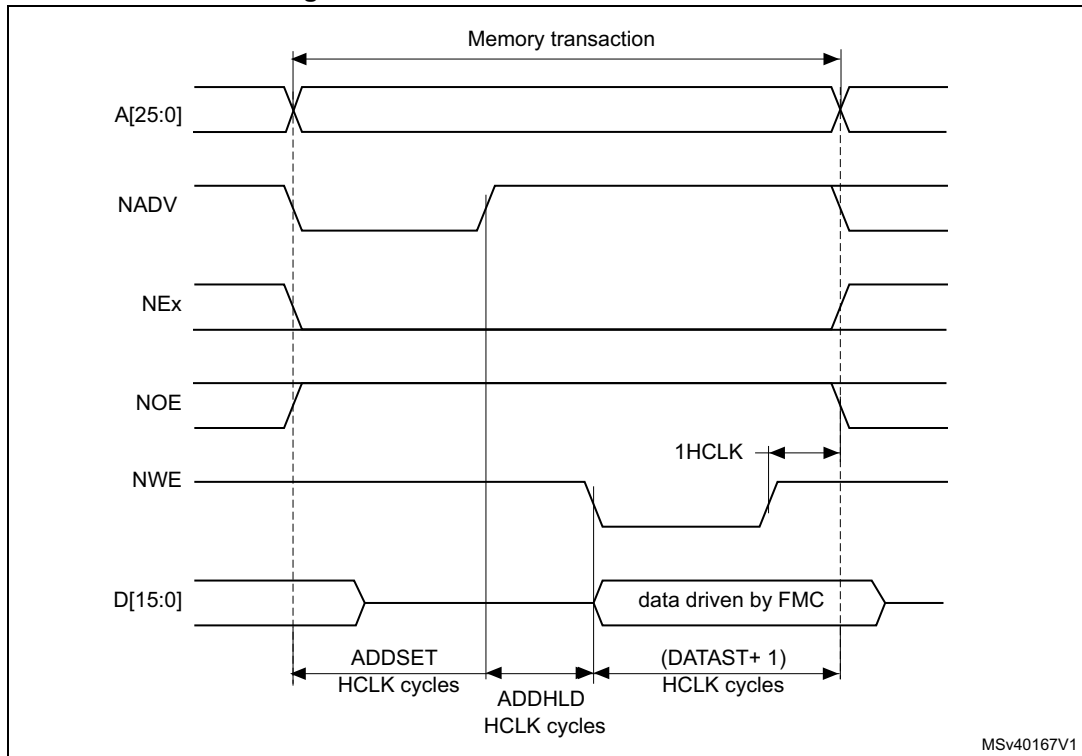 Memory transaction
A[25:0]
NADV
NEx
NOE
1HCLK
NWE
D[15:0]
data driven by FMC
ADDSET
HCLK cycles
ADDHLD
HCLK cycles
(DATAST+ 1)
HCLK cycles
MSv40167V1